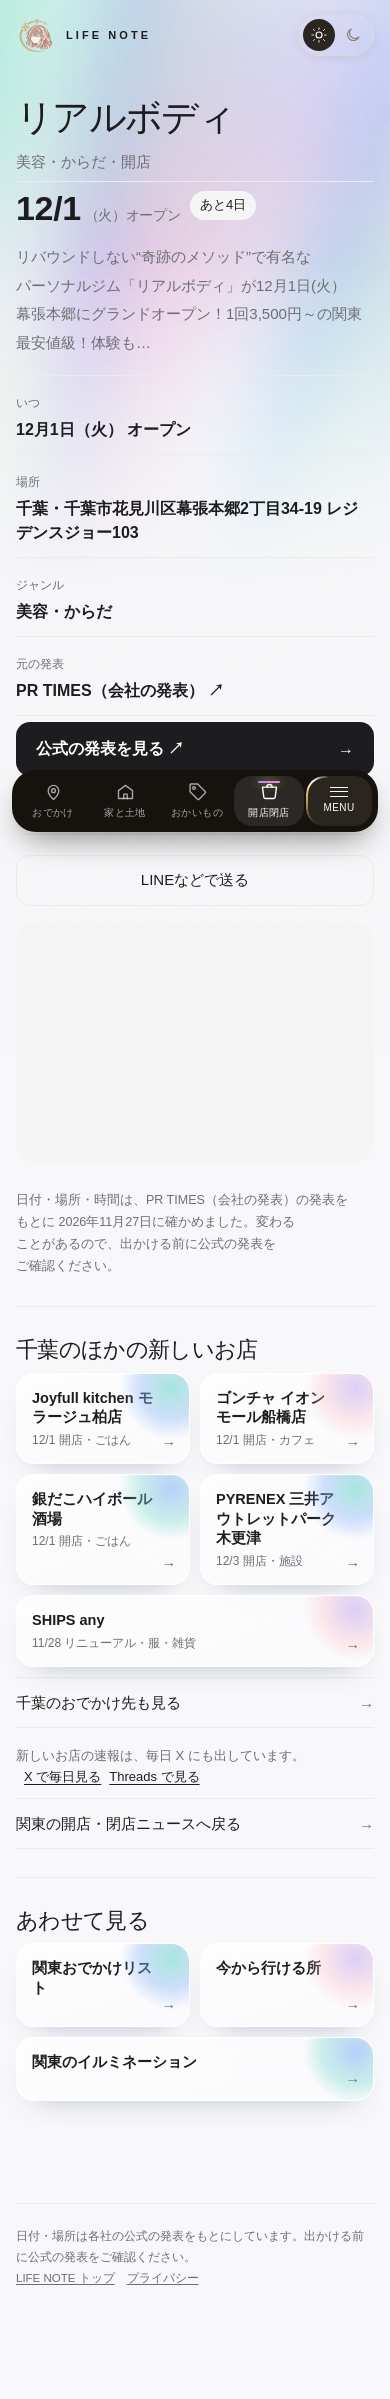 LIFE NOTE
リアルボディ
美容・からだ・開店
12/1 （火）オープン あと4日
リバウンドしない“奇跡のメソッド”で有名な
パーソナルジム「リアルボディ」が12月1日(火）
幕張本郷にグランドオープン！1回3,500円～の関東
最安値級！体験も…
いつ
12月1日（火） オープン
場所
千葉・千葉市花見川区幕張本郷2丁目34-19 レジ
デンスジョー103
ジャンル
美容・からだ
元の発表
PR TIMES（会社の発表） ↗
公式の発表を見る ↗ →
おでかけ 家と土地 おかいもの 開店閉店 MENU
LINEなどで送る
日付・場所・時間は、PR TIMES（会社の発表）の発表を
もとに 2026年11月27日に確かめました。変わる
ことがあるので、出かける前に公式の発表を
ご確認ください。
千葉のほかの新しいお店
Joyfull kitchen モ
ラージュ柏店
12/1 開店・ごはん →
ゴンチャ イオン
モール船橋店
12/1 開店・カフェ →
銀だこハイボール
酒場
12/1 開店・ごはん
→
PYRENEX 三井ア
ウトレットパーク
木更津
12/3 開店・施設 →
SHIPS any
11/28 リニューアル・服・雑貨 →
千葉のおでかけ先も見る →
新しいお店の速報は、毎日 X にも出しています。
X で毎日見る Threads で見る
関東の開店・閉店ニュースへ戻る →
あわせて見る
関東おでかけリス
ト
→
今から行ける所
→
関東のイルミネーション
→
日付・場所は各社の公式の発表をもとにしています。出かける前
に公式の発表をご確認ください。
LIFE NOTE トップ プライバシー